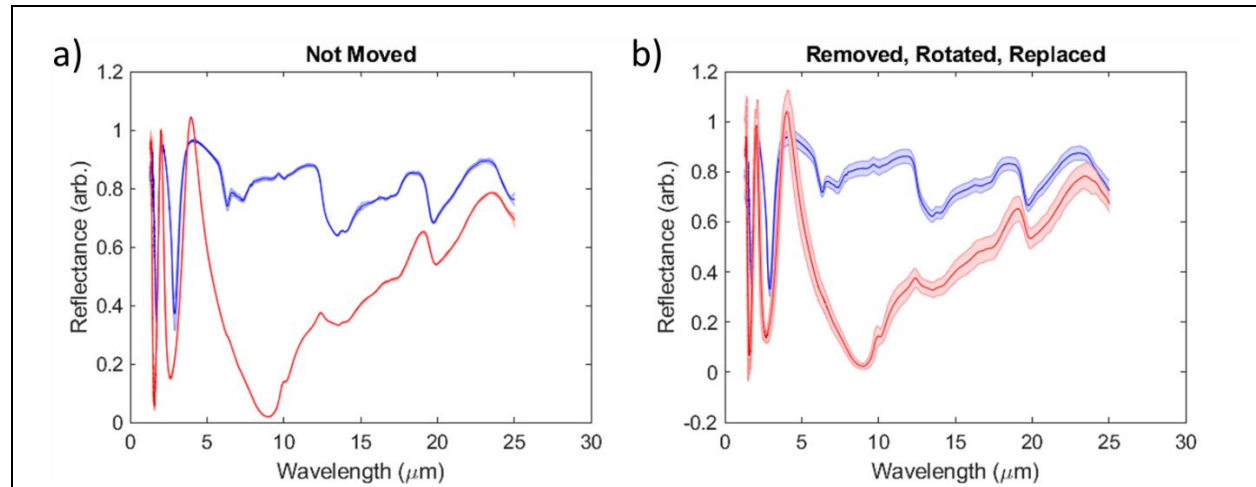 a)
Not Moved
1.2
1
0.8
0.6
0.4
0.2
0
Reflectance (arb.)
0 5 10 15 20 25 30
Wavelength (μm)
b)
Removed, Rotated, Replaced
1.2
1
0.8
0.6
0.4
0.2
0
-0.2
Reflectance (arb.)
0 5 10 15 20 25 30
Wavelength (μm)